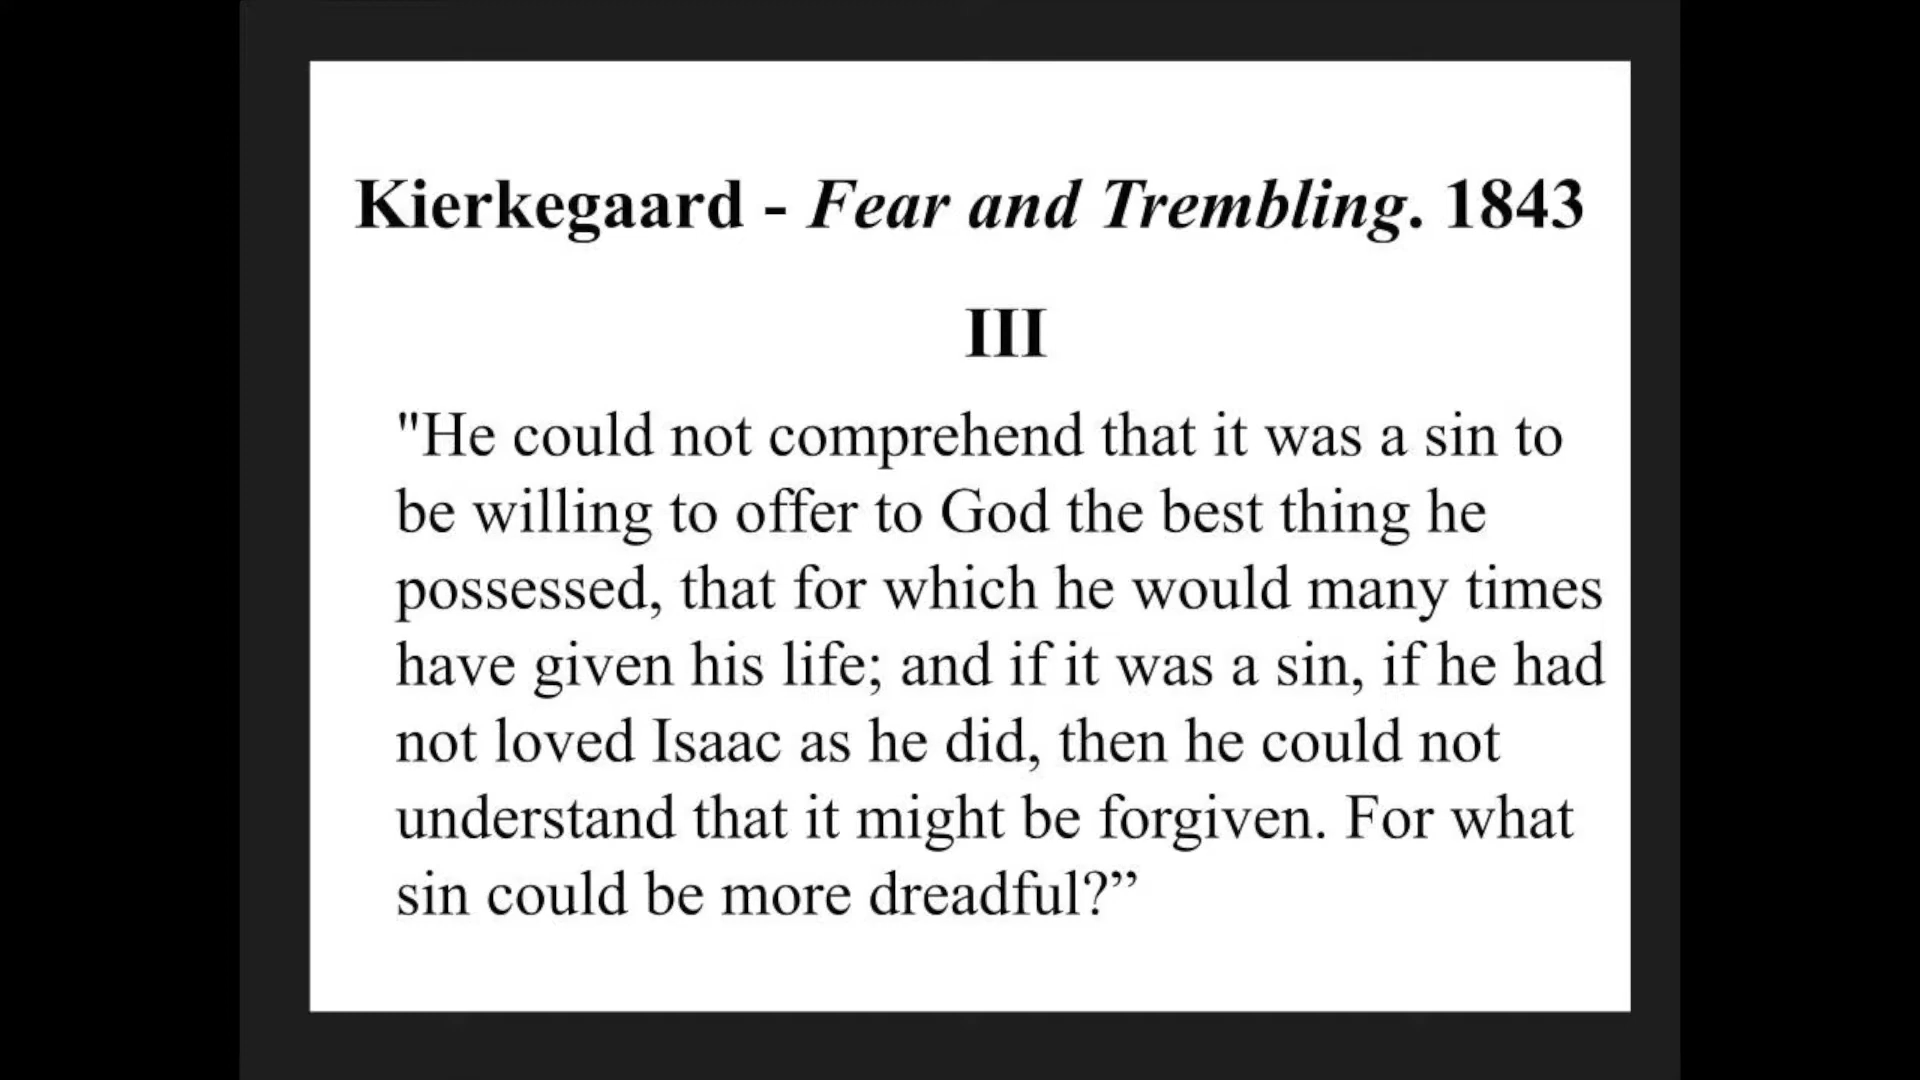 Kierkegaard - Fear and Trembling. 1843
III
"He could not comprehend that it was a sin to
be willing to offer to God the best thing he
possessed, that for which he would many times
have given his life; and if it was a sin, if he had
not loved Isaac as he did, then he could not
understand that it might be forgiven. For what
sin could be more dreadful?”